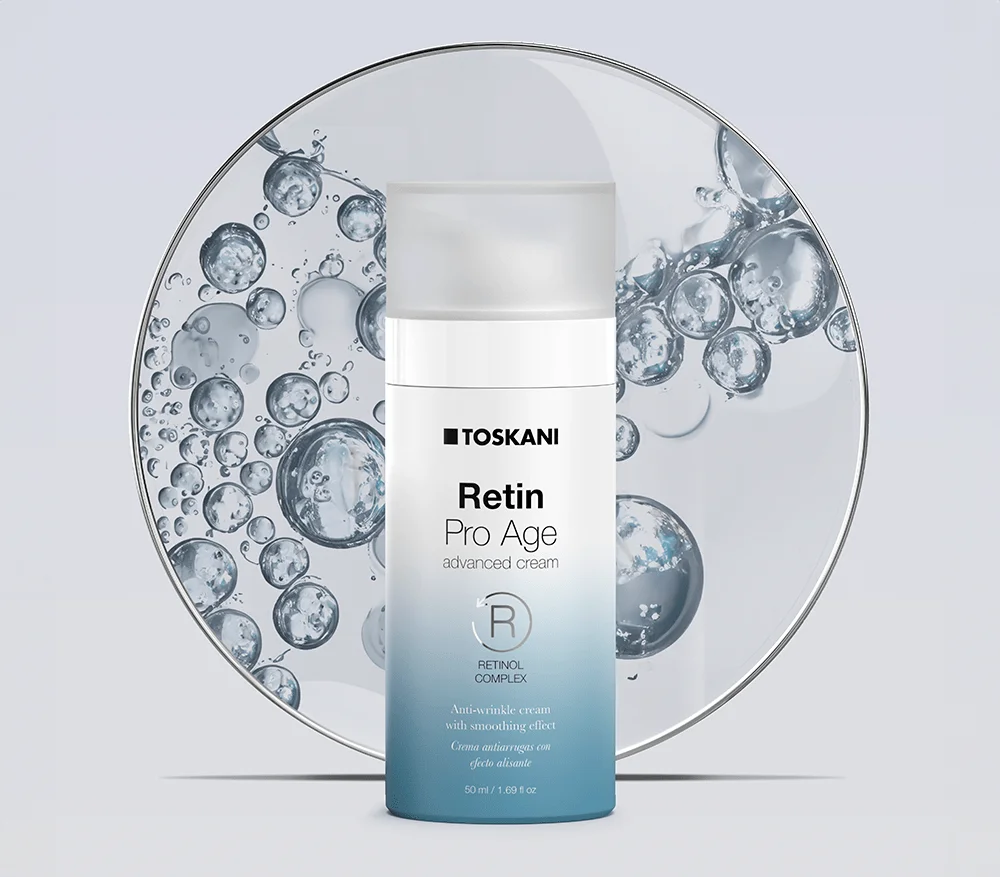 TOSKANI
Retin
Pro Age
advanced cream
R
RETINOL
COMPLEX
Anti-wrinkle cream
with smoothing effect
Crema antiarrugas con
efecto alisante
50 ml / 1.69 fl oz